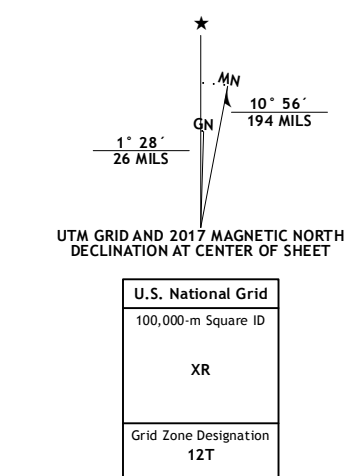 ★
MN
GN
10° 56´
194 MILS
1° 28´
26 MILS
UTM GRID AND 2017 MAGNETIC NORTH
DECLINATION AT CENTER OF SHEET
U.S. National Grid
100,000-m Square ID
XR
Grid Zone Designation
12T